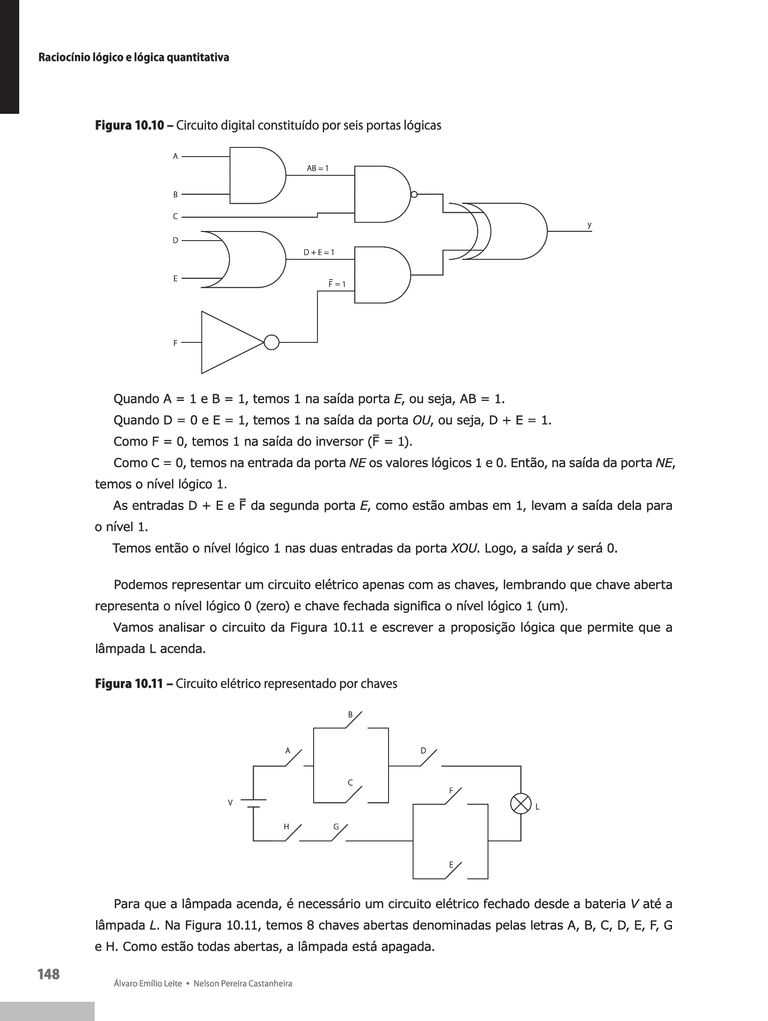 Raciocínio lógico e lógica quantitativa
Figura 10.10 – Circuito digital constituído por seis portas lógicas
A
AB = 1
B
C
y
D
D + E = 1
E
F̅ = 1
F
Quando A = 1 e B = 1, temos 1 na saída porta E, ou seja, AB = 1.
Quando D = 0 e E = 1, temos 1 na saída da porta OU, ou seja, D + E = 1.
Como F = 0, temos 1 na saída do inversor (F̅ = 1).
Como C = 0, temos na entrada da porta NE os valores lógicos 1 e 0. Então, na saída da porta NE,
temos o nível lógico 1.
As entradas D + E e F̅ da segunda porta E, como estão ambas em 1, levam a saída dela para
o nível 1.
Temos então o nível lógico 1 nas duas entradas da porta XOU. Logo, a saída y será 0.
Podemos representar um circuito elétrico apenas com as chaves, lembrando que chave aberta
representa o nível lógico 0 (zero) e chave fechada significa o nível lógico 1 (um).
Vamos analisar o circuito da Figura 10.11 e escrever a proposição lógica que permite que a
lâmpada L acenda.
Figura 10.11 – Circuito elétrico representado por chaves
B
A
D
C
F
V
L
H
G
E
Para que a lâmpada acenda, é necessário um circuito elétrico fechado desde a bateria V até a
lâmpada L. Na Figura 10.11, temos 8 chaves abertas denominadas pelas letras A, B, C, D, E, F, G
e H. Como estão todas abertas, a lâmpada está apagada.
148
Álvaro Emílio Leite • Nelson Pereira Castanheira